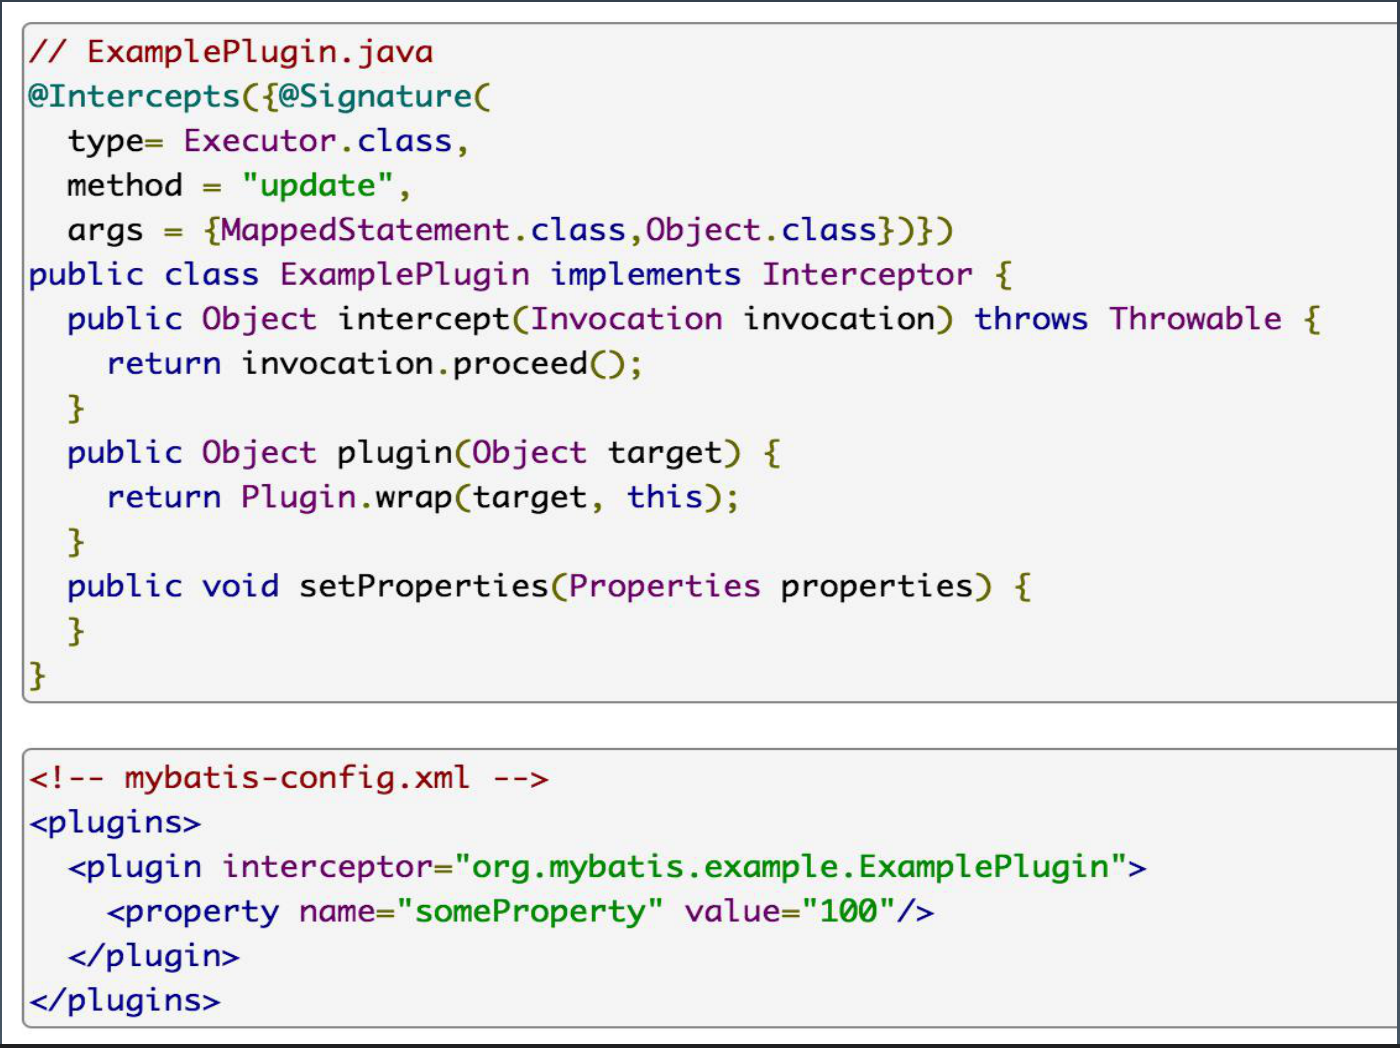 // ExamplePlugin.java
@Intercepts({@Signature(
  type= Executor.class,
  method = "update",
  args = {MappedStatement.class,Object.class})})
public class ExamplePlugin implements Interceptor {
  public Object intercept(Invocation invocation) throws Throwable {
    return invocation.proceed();
  }
  public Object plugin(Object target) {
    return Plugin.wrap(target, this);
  }
  public void setProperties(Properties properties) {
  }
}
<!-- mybatis-config.xml -->
<plugins>
  <plugin interceptor="org.mybatis.example.ExamplePlugin">
    <property name="someProperty" value="100"/>
  </plugin>
</plugins>